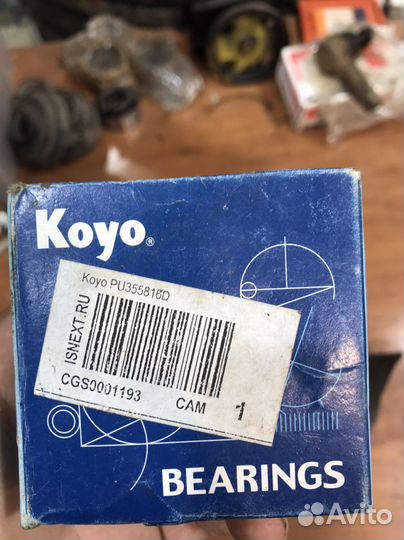 Koyo®
Koyo PU355816D
ISNEXT.RU
CGS0001193 CAM 1
BEARINGS
Avito